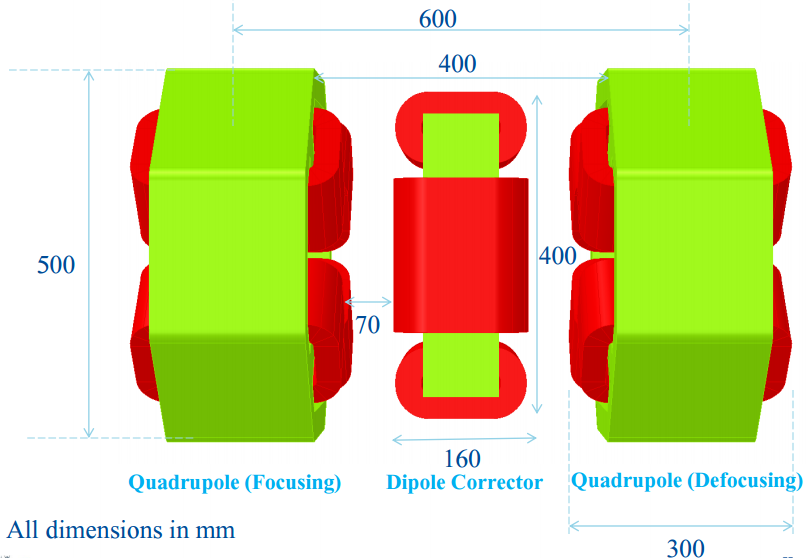 600
400
500
400
70
160
Quadrupole (Focusing)
Dipole Corrector
Quadrupole (Defocusing)
All dimensions in mm
300